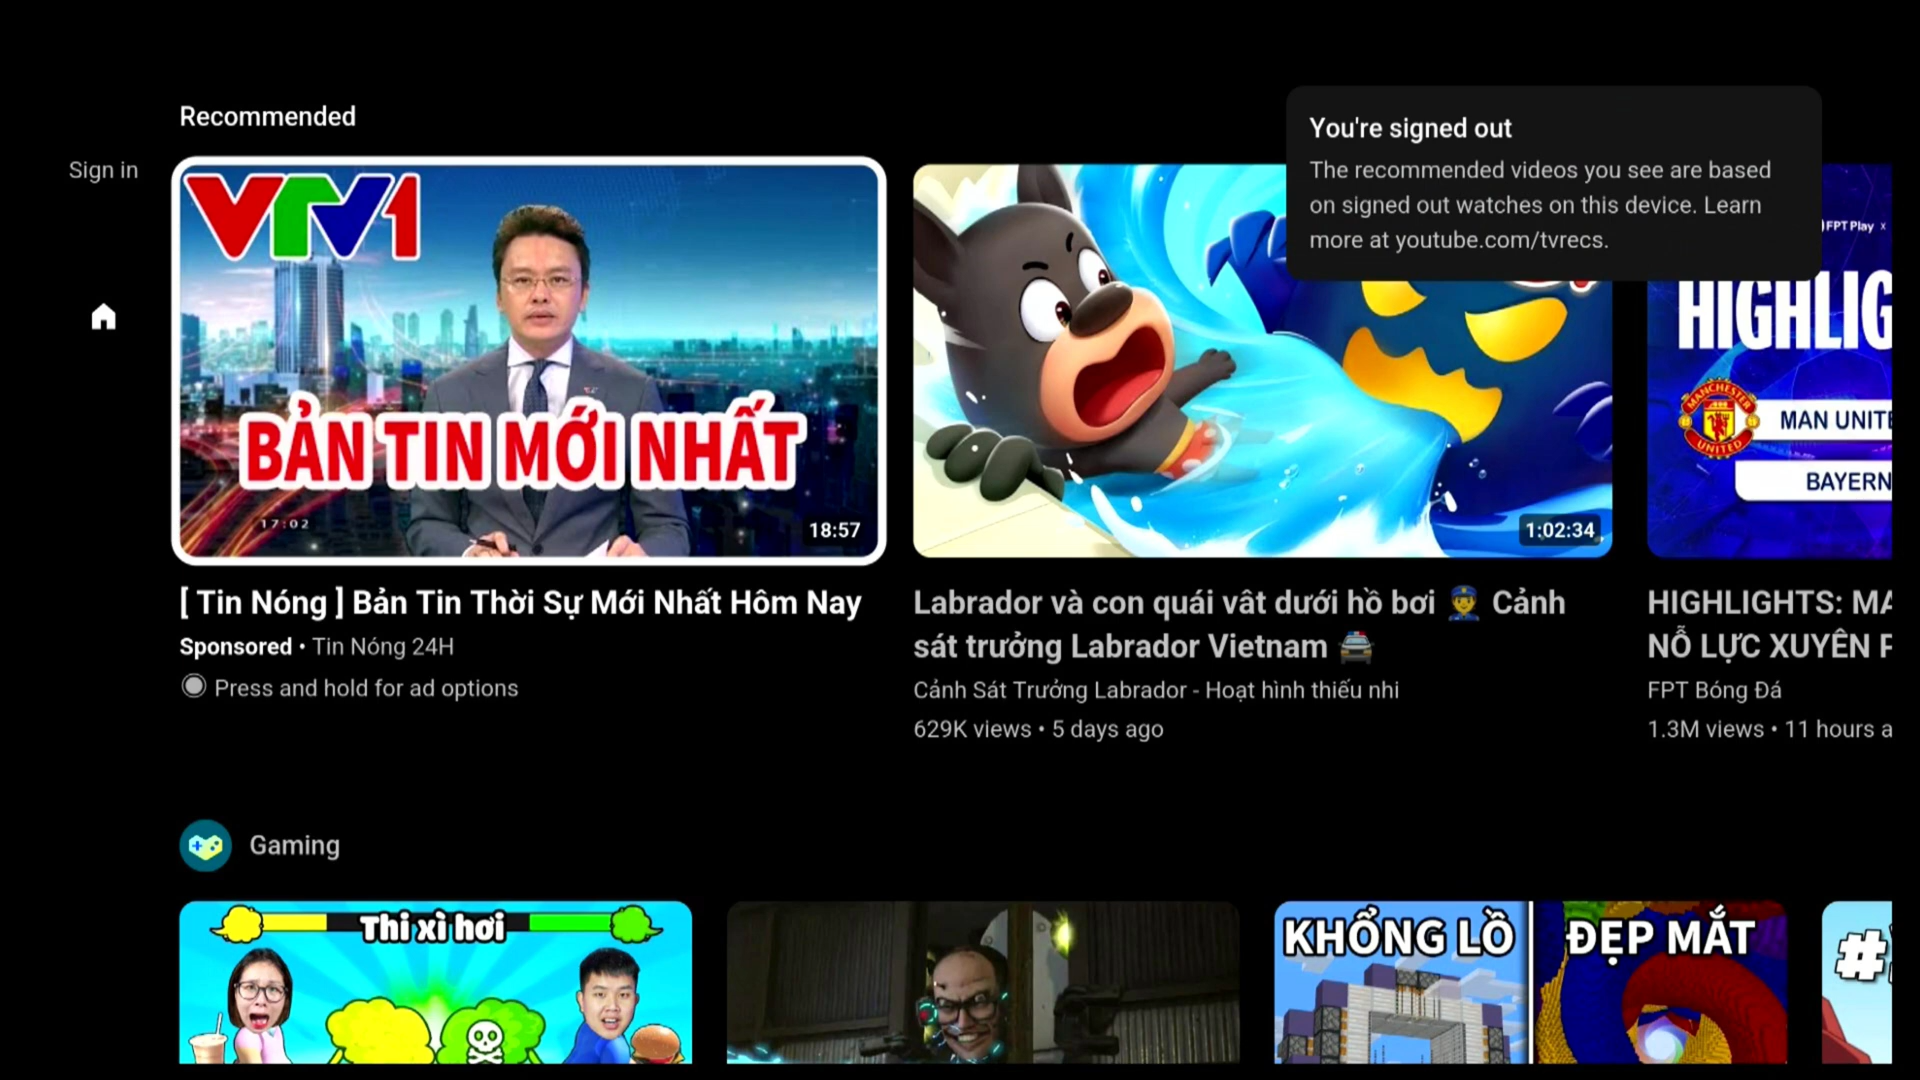 Recommended
You're signed out
The recommended videos you see are based
on signed out watches on this device. Learn
more at youtube.com/tvrecs.
Sign in
VTV1
BẢN TIN MỚI NHẤT
17:02
18:57
1:02:34
FPT Play x
HIGHLIG
MANCHESTER
UNITED
MAN UNITE
BAYERN
[ Tin Nóng ] Bản Tin Thời Sự Mới Nhất Hôm Nay
Sponsored • Tin Nóng 24H
Press and hold for ad options
Labrador và con quái vât dưới hồ bơi 👮 Cảnh
sát trưởng Labrador Vietnam 🚔
Cảnh Sát Trưởng Labrador - Hoạt hình thiếu nhi
629K views • 5 days ago
HIGHLIGHTS: MA
NỖ LỰC XUYÊN P
FPT Bóng Đá
1.3M views • 11 hours a
Gaming
Thi xì hơi
KHỔNG LỒ
ĐẸP MẮT
#